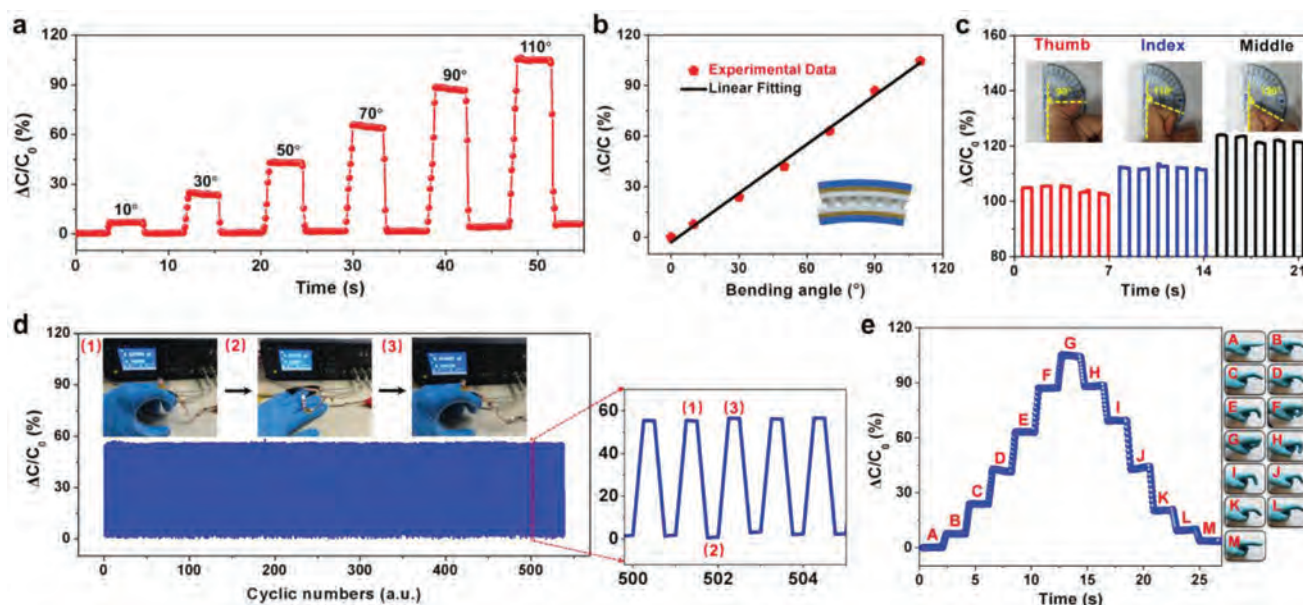 a
120
90
60
30
0
ΔC/C₀ (%)
10°
30°
50°
70°
90°
110°
0 10 20 30 40 50
Time (s)
b
120
90
60
30
0
ΔC/C (%)
Experimental Data
Linear Fitting
0 30 60 90 120
Bending angle (°)
c
160
140
120
100
80
ΔC/C₀ (%)
Thumb Index Middle
0 7 14 21
Time (s)
d
120
90
60
30
0
ΔC/C₀ (%)
(1) (2) (3)
0 100 200 300 400 500
Cyclic numbers (a.u.)
60
40
20
0
(1) (3)
(2)
500 502 504
e
120
90
60
30
0
ΔC/C₀ (%)
A
B
C
D
E
F
G
H
I
J
K
L
M
0 5 10 15 20 25
Time (s)
A B
C D
E F
G H
I J
K L
M